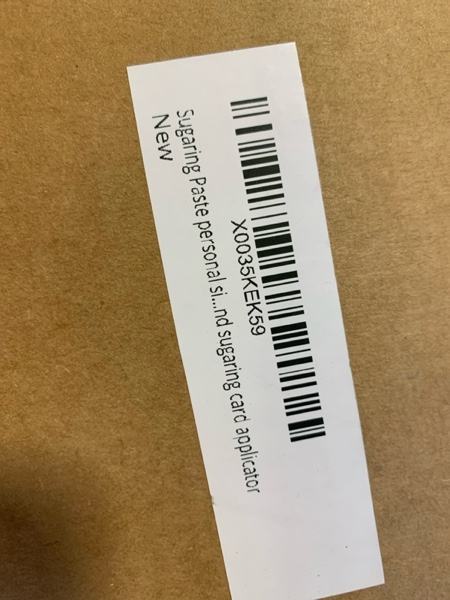 X0035KEK59
Sugaring Paste personal si...nd sugaring card applicator
New